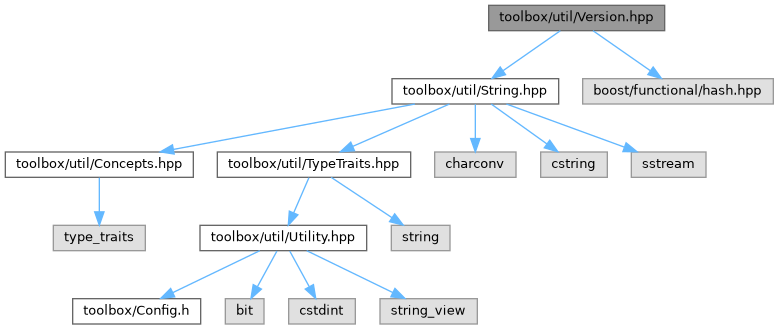 toolbox/util/Version.hpp
toolbox/util/String.hpp
boost/functional/hash.hpp
toolbox/util/Concepts.hpp
toolbox/util/TypeTraits.hpp
charconv
cstring
sstream
type_traits
toolbox/util/Utility.hpp
string
toolbox/Config.h
bit
cstdint
string_view